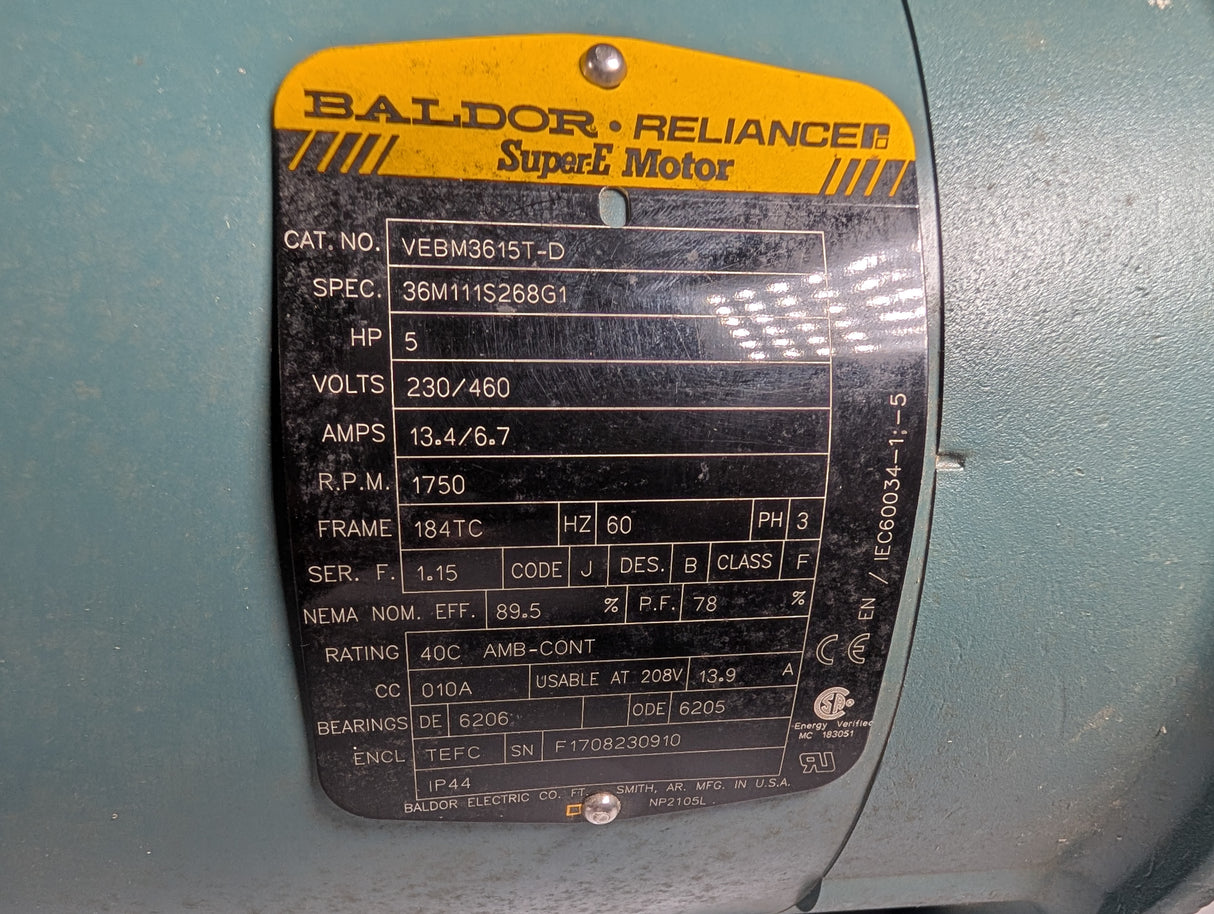 BALDOR • RELIANCE
Super-E Motor
CAT. NO. VEBM3615T-D
SPEC. 36M111S268G1
HP 5
VOLTS 230/460
AMPS 13.4/6.7
R.P.M. 1750
FRAME 184TC HZ 60 PH 3
SER. F. 1.15 CODE J DES. B CLASS F
NEMA NOM. EFF. 89.5 % P.F. 78 %
RATING 40C AMB-CONT
CC 010A USABLE AT 208V 13.9 A
BEARINGS DE 6206 ODE 6205
ENCL TEFC SN F1708230910
IP44
BALDOR ELECTRIC CO. FT. SMITH, AR. MFG. IN U.S.A.
NP2105L
EN / IEC60034-1:-5
CE
SA
Energy Verified
MC 183051
RU